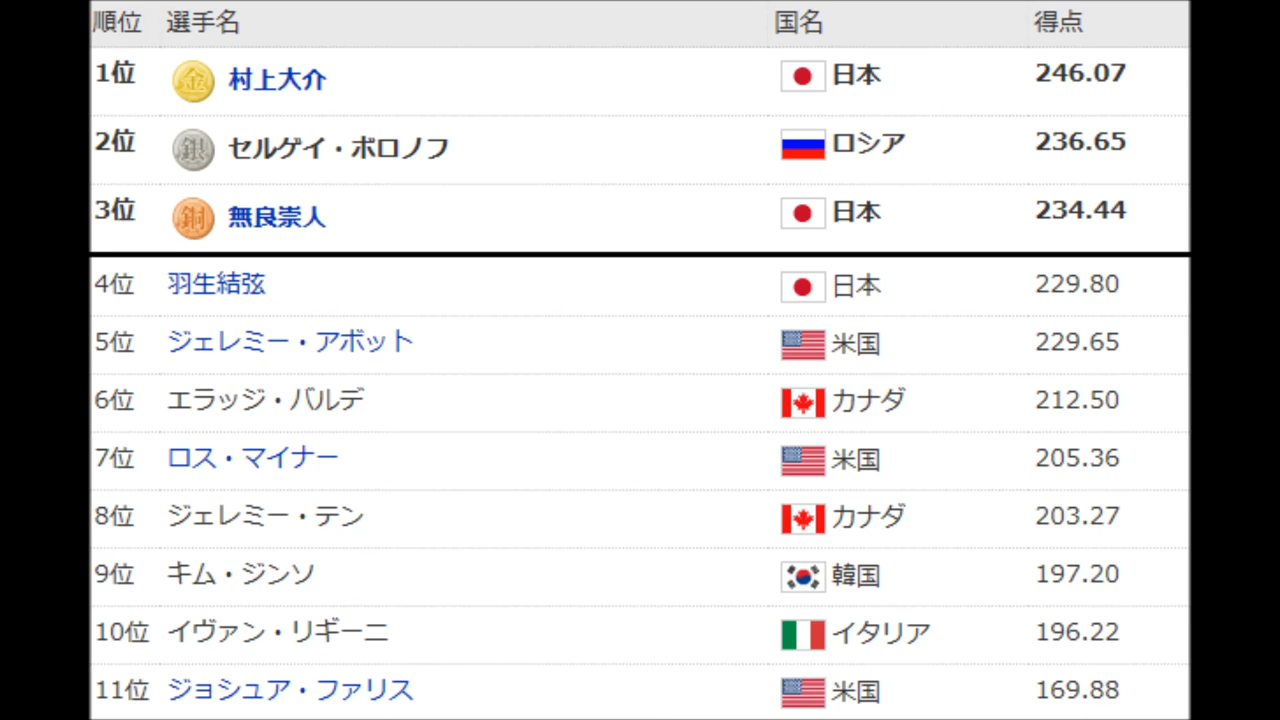 順位 選手名 国名 得点
1位 金 村上大介 日本 246.07
2位 銀 セルゲイ・ボロノフ ロシア 236.65
3位 銅 無良崇人 日本 234.44
4位 羽生結弦 日本 229.80
5位 ジェレミー・アボット 米国 229.65
6位 エラッジ・バルデ カナダ 212.50
7位 ロス・マイナー 米国 205.36
8位 ジェレミー・テン カナダ 203.27
9位 キム・ジンソ 韓国 197.20
10位 イヴァン・リギーニ イタリア 196.22
11位 ジョシュア・ファリス 米国 169.88